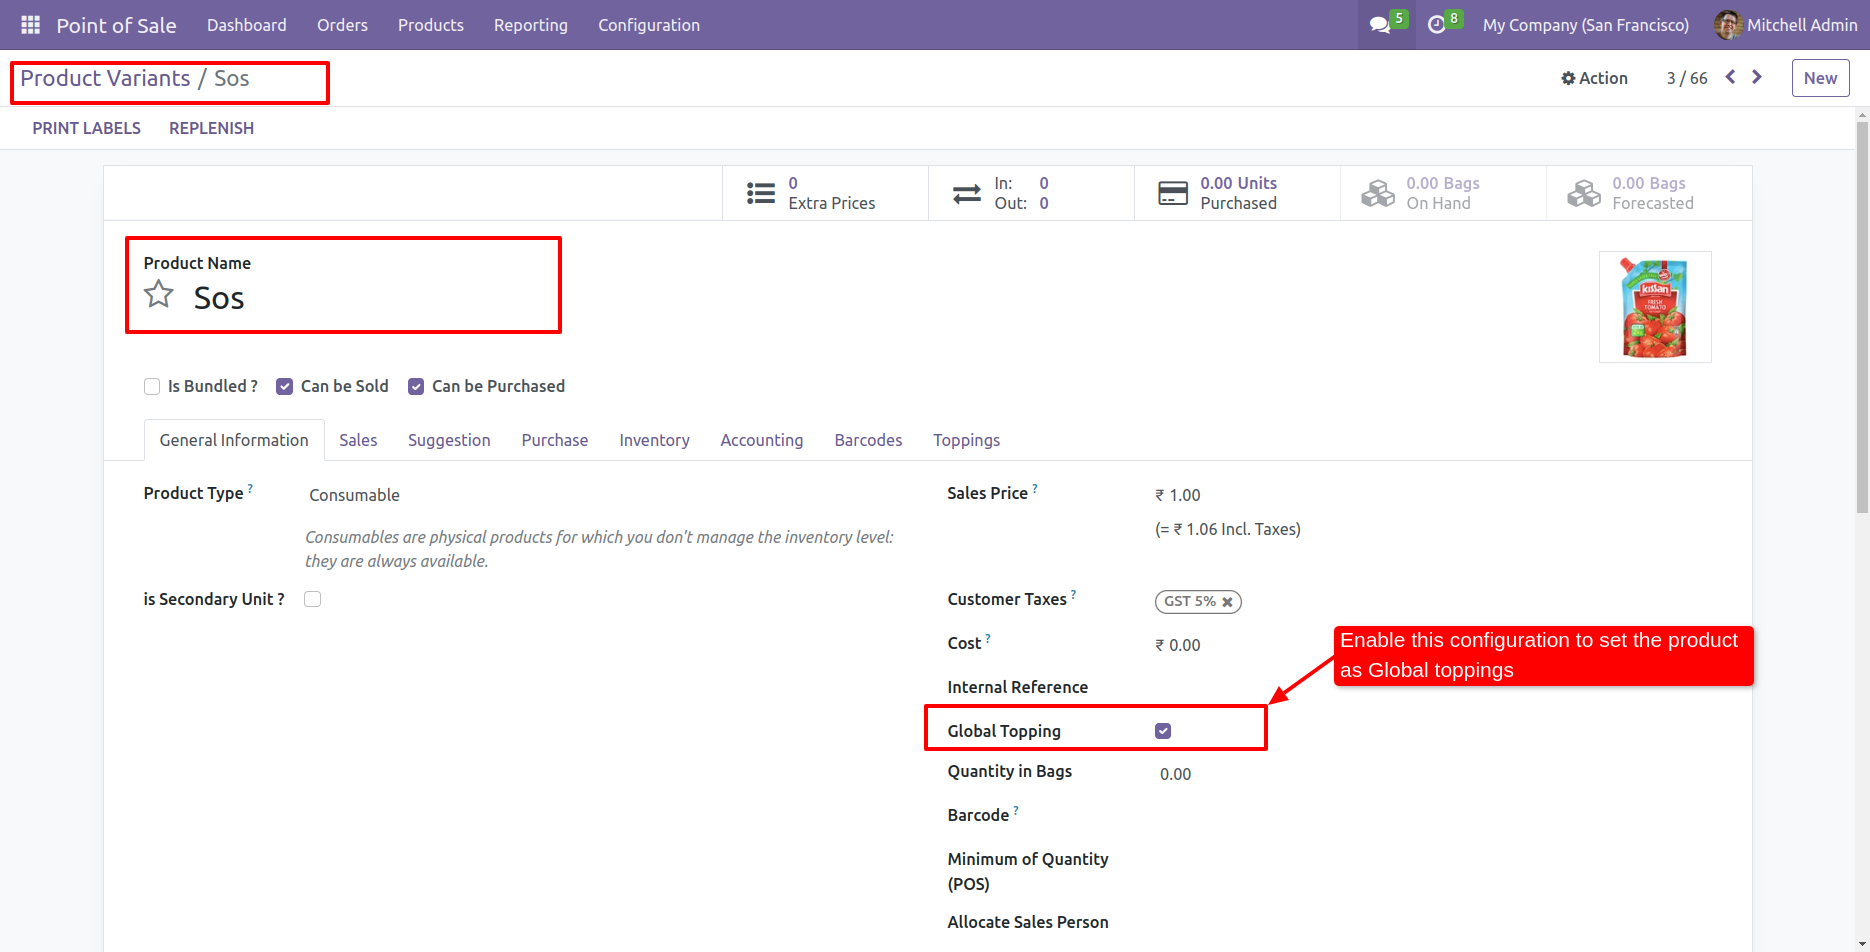 Point of Sale Dashboard Orders Products Reporting Configuration 5 8 My Company (San Francisco) Mitchell Admin
Product Variants / Sos Action 3 / 66 New
PRINT LABELS REPLENISH
0 Extra Prices
In: 0
Out: 0
0.00 Units Purchased
0.00 Bags On Hand
0.00 Bags Forecasted
Product Name
Sos
Kissan
FRESH
TOMATO
Is Bundled ? Can be Sold Can be Purchased
General Information Sales Suggestion Purchase Inventory Accounting Barcodes Toppings
Product Type ? Consumable
Consumables are physical products for which you don't manage the inventory level:
they are always available.
is Secondary Unit ?
Sales Price ? ₹ 1.00
(= ₹ 1.06 Incl. Taxes)
Customer Taxes ? GST 5% ✖
Cost ? ₹ 0.00
Enable this configuration to set the product
as Global toppings
Internal Reference
Global Topping
Quantity in Bags 0.00
Barcode ?
Minimum of Quantity
(POS)
Allocate Sales Person